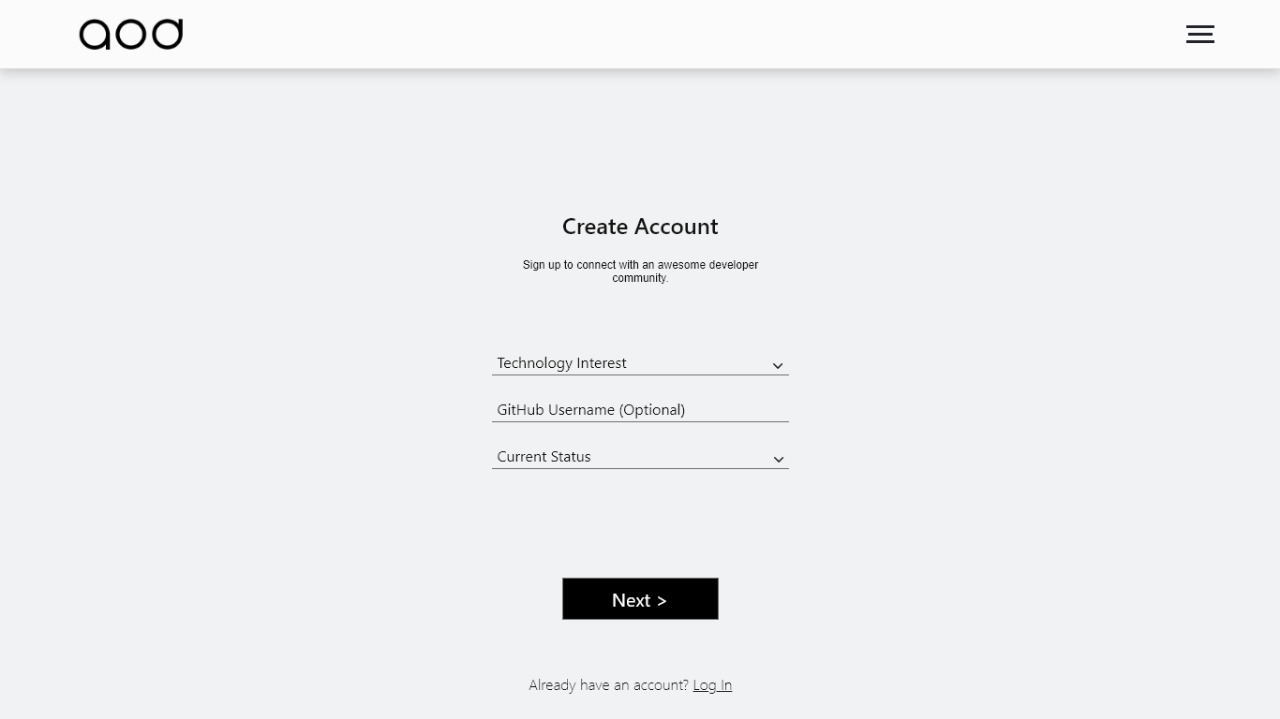 aod
Create Account
Sign up to connect with an awesome developer
community.
Technology Interest
GitHub Username (Optional)
Current Status
Next >
Already have an account? Log In